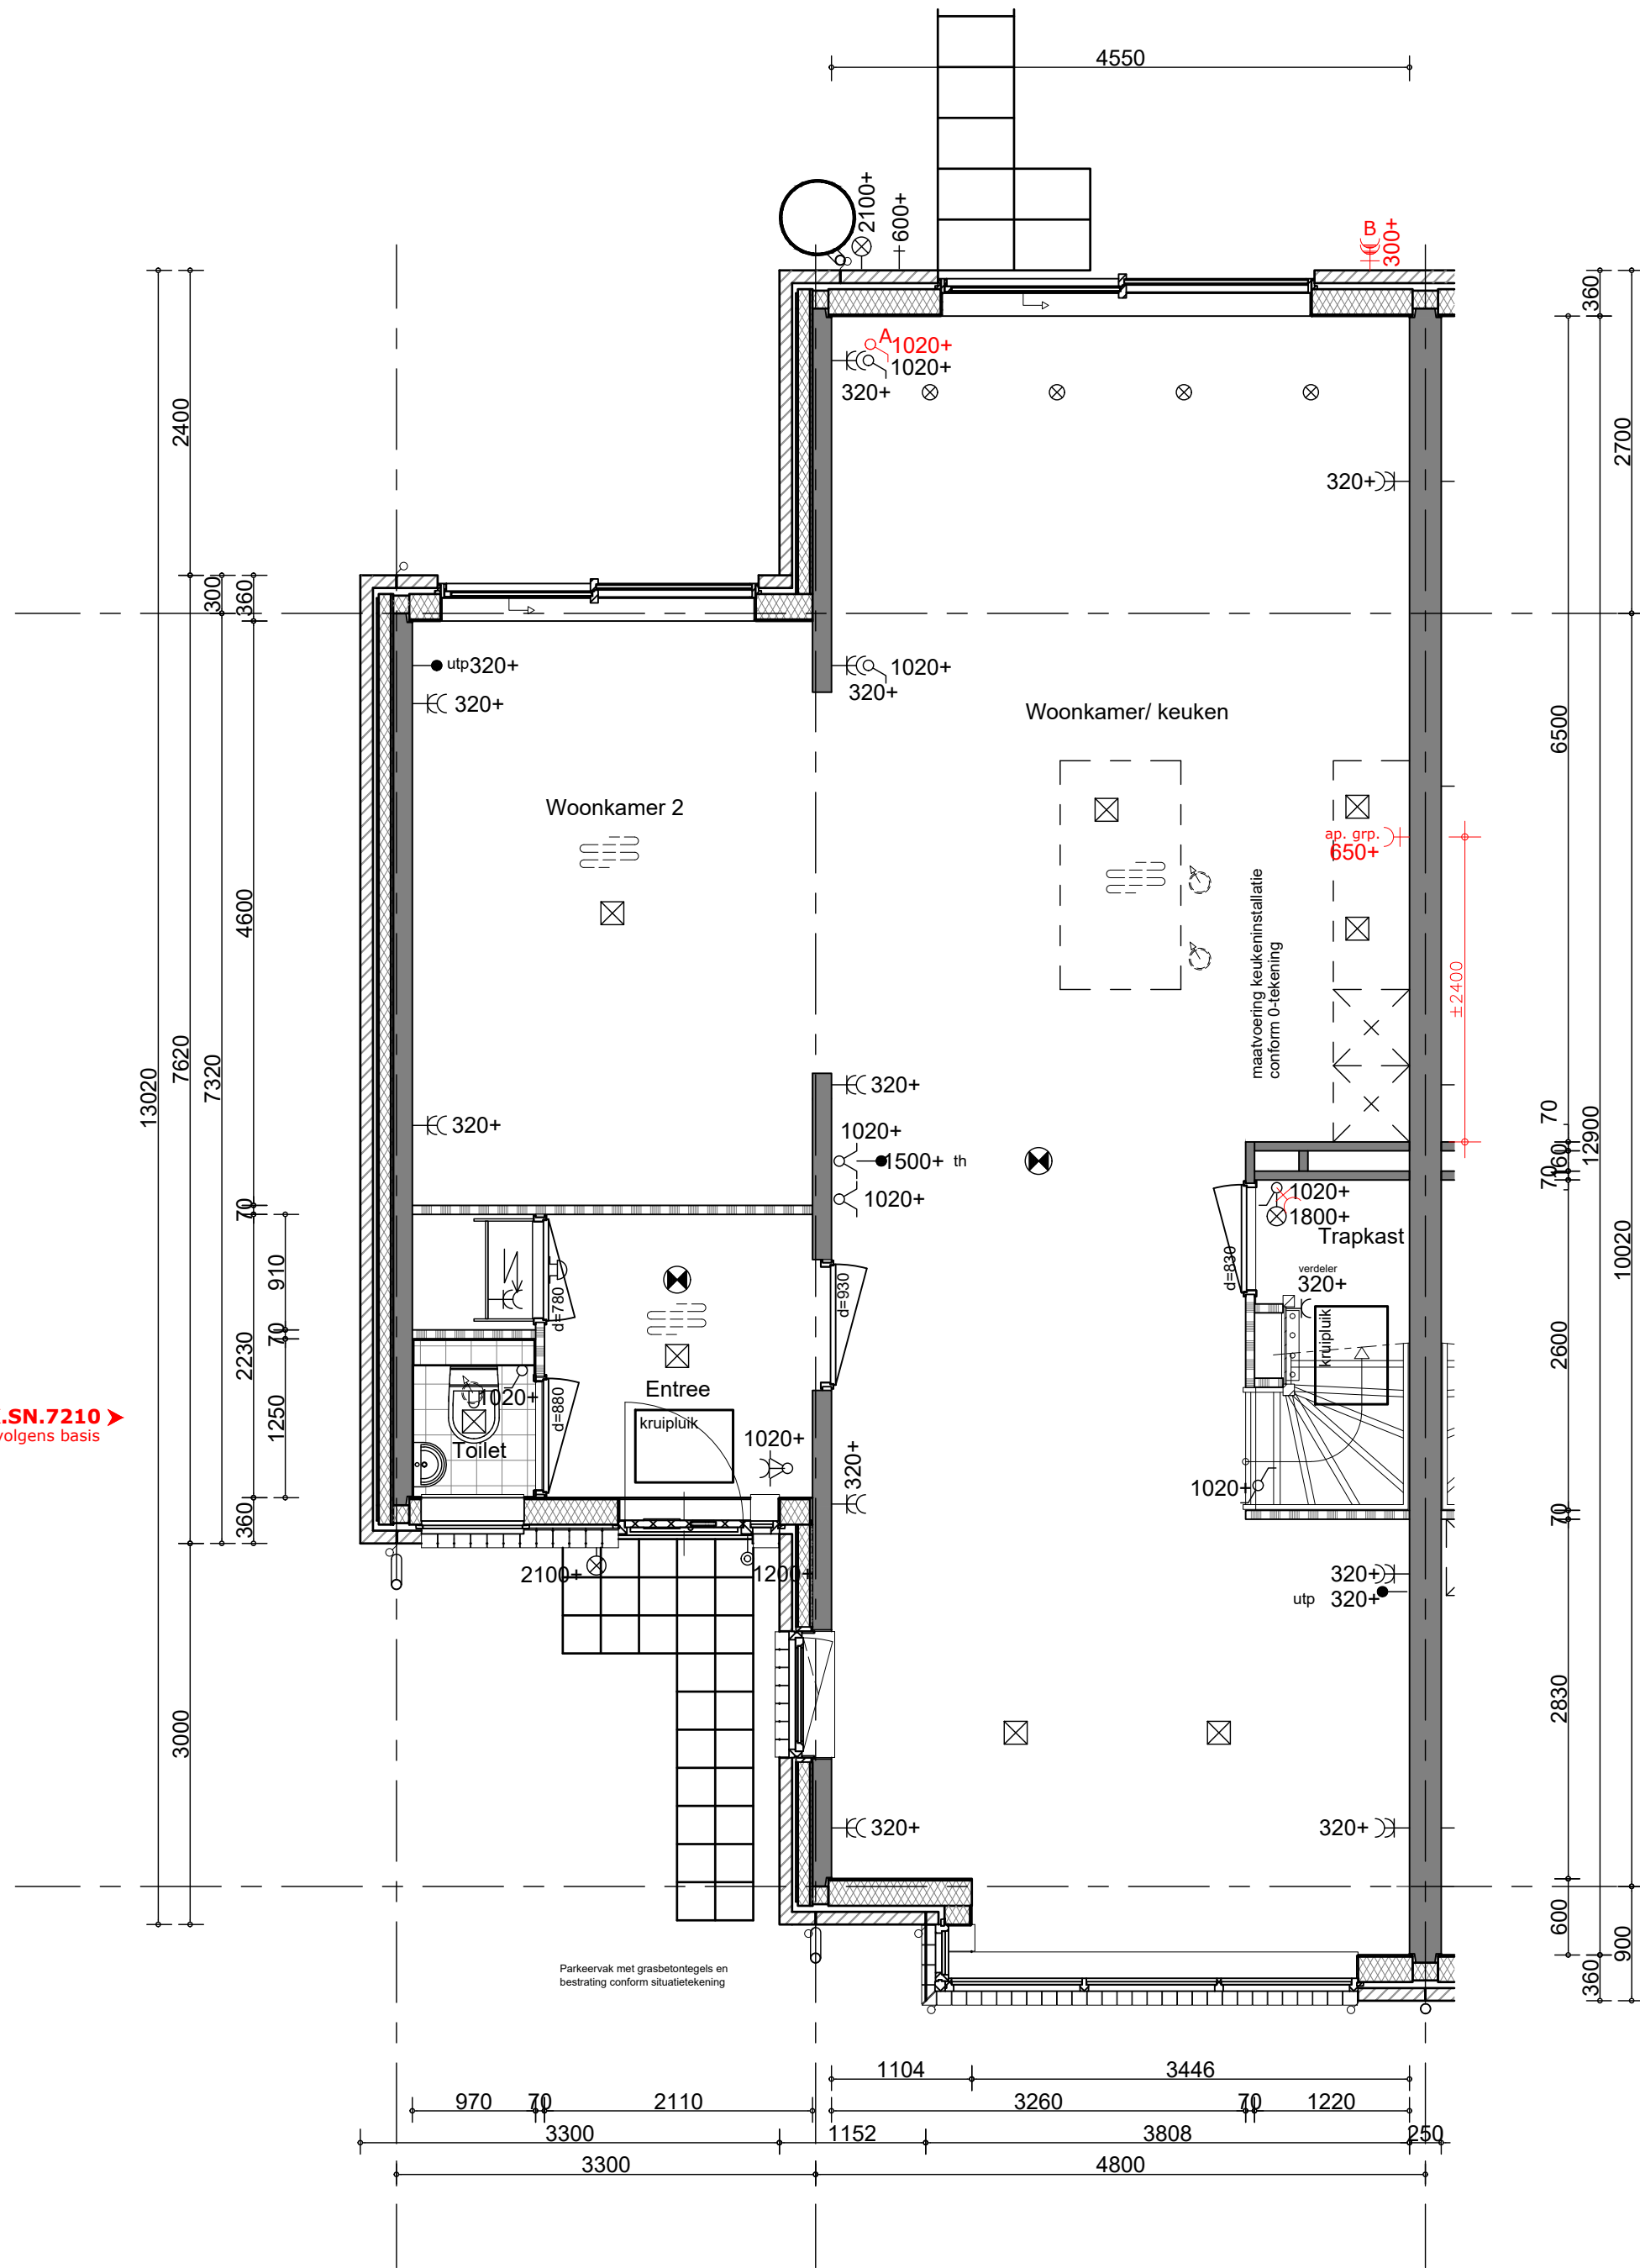 4550
2100+
600+
B
300+
A
1020+
1020+
320+
320+
360
2700
2400
300
360
utp 320+
320+
1020+
320+
Woonkamer/ keuken
6500
Woonkamer 2
ap. grp.
650+
maatvoering keukeninstallatie
conform 0-tekening
±2400
4600
13020
7620
7320
320+
320+
1020+
1500+ th
1020+
70
160
70
12900
1020+
1800+
Trapkast
verdeler
320+
kruipluik
d=830
d=930
d=780
10020
70
910
70
2230
1250
2600
.SN.7210 ➤
volgens basis
1020+
Toilet
d=880
Entree
kruipluik
1020+
320+
1020+
360
70
2100+
1200+
320+
utp 320+
3000
2830
320+
320+
600
900
360
Parkeervak met grasbetontegels en
bestrating conform situatietekening
1104
3446
970
70
2110
3260
70
1220
3300
1152
3808
250
3300
4800